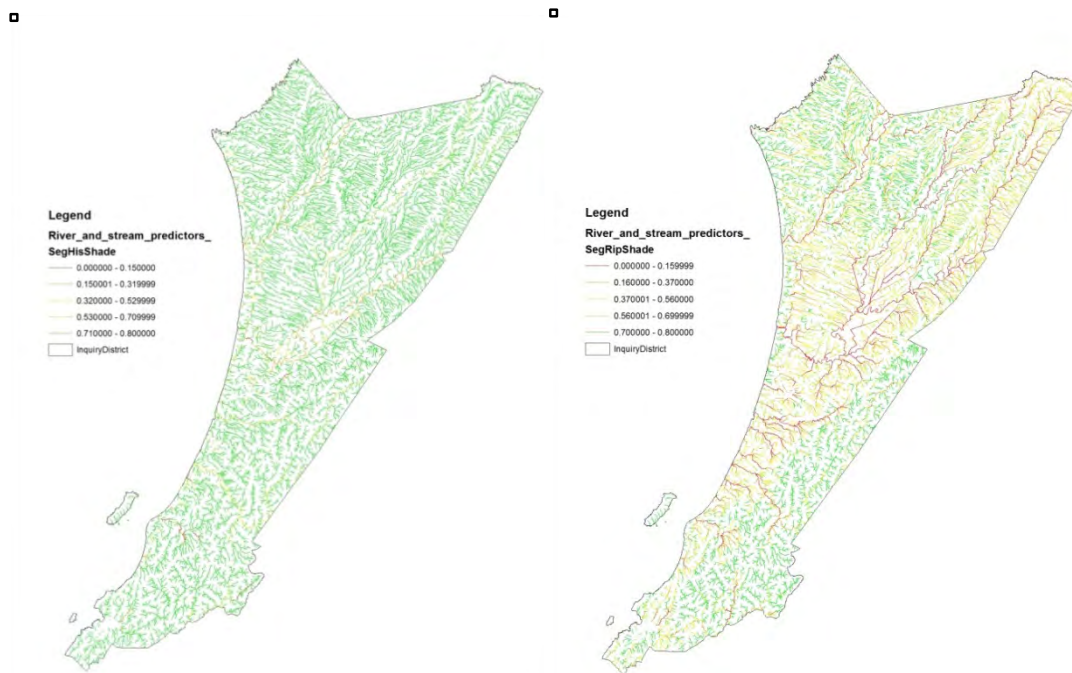 Legend
River_and_stream_predictors_
SegHisShade
0.000000 - 0.150000
0.150001 - 0.319999
0.320000 - 0.529999
0.530000 - 0.709999
0.710000 - 0.800000
InquiryDistrict
Legend
River_and_stream_predictors_
SegRipShade
0.000000 - 0.159999
0.160000 - 0.370000
0.370001 - 0.560000
0.560001 - 0.699999
0.700000 - 0.800000
InquiryDistrict